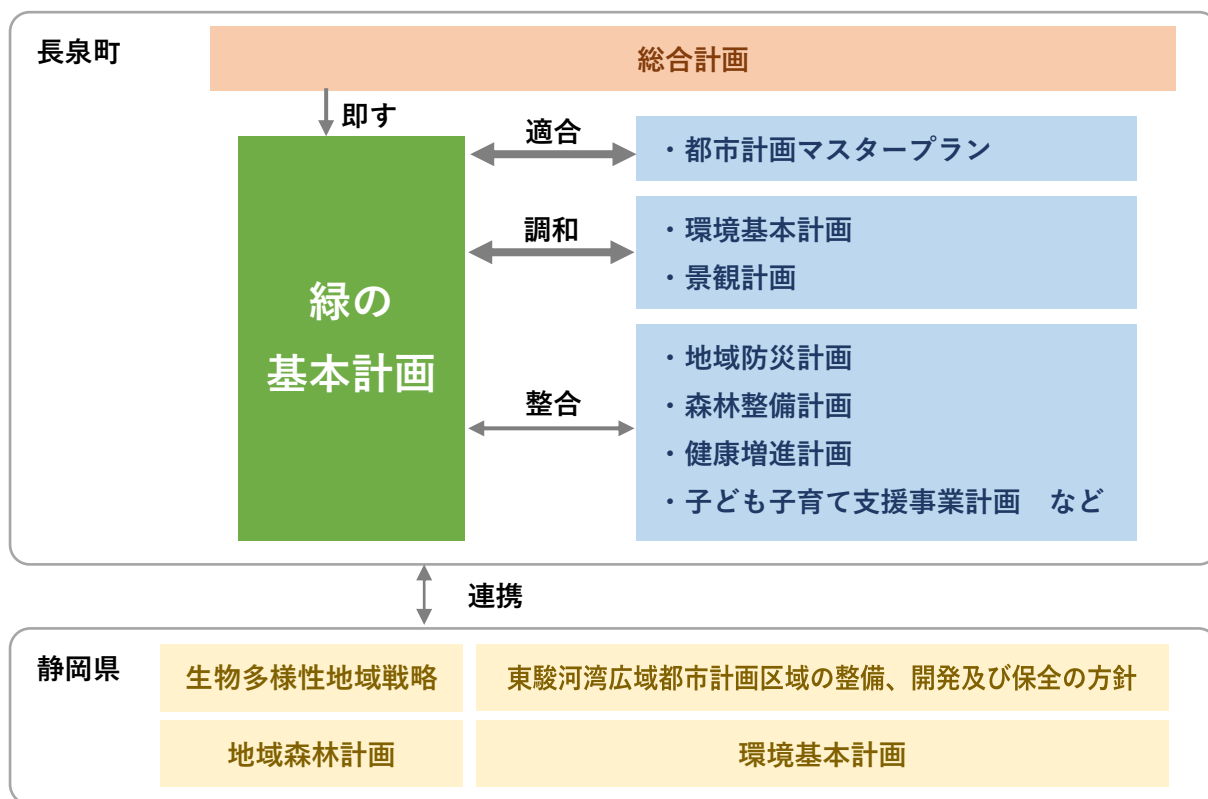 長泉町
総合計画
即す
緑の
基本計画
適合
・都市計画マスタープラン
調和
・環境基本計画
・景観計画
整合
・地域防災計画
・森林整備計画
・健康増進計画
・子ども子育て支援事業計画　など
連携
静岡県
生物多様性地域戦略
東駿河湾広域都市計画区域の整備、開発及び保全の方針
地域森林計画
環境基本計画